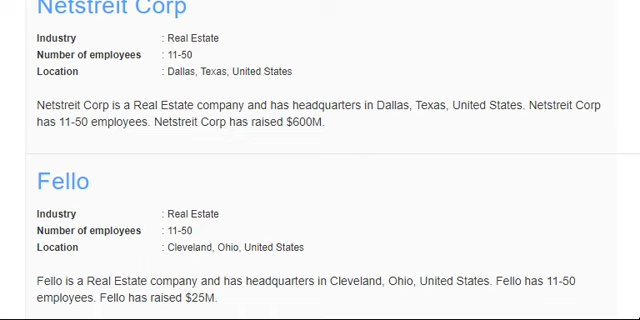 Netstreit Corp
Industry : Real Estate
Number of employees : 11-50
Location : Dallas, Texas, United States
Netstreit Corp is a Real Estate company and has headquarters in Dallas, Texas, United States. Netstreit Corp
has 11-50 employees. Netstreit Corp has raised $600M.
Fello
Industry : Real Estate
Number of employees : 11-50
Location : Cleveland, Ohio, United States
Fello is a Real Estate company and has headquarters in Cleveland, Ohio, United States. Fello has 11-50
employees. Fello has raised $25M.